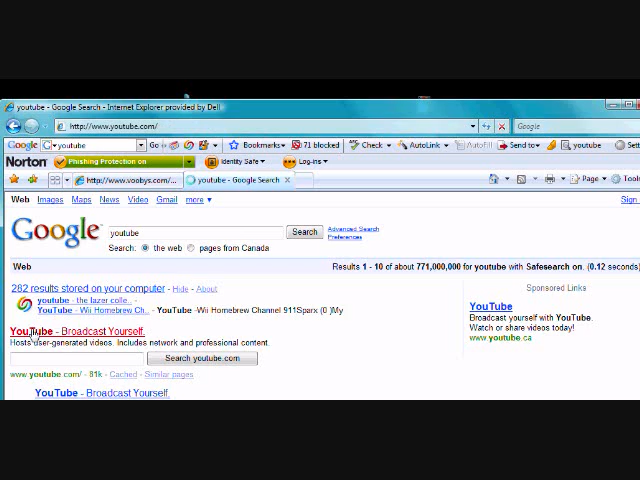 youtube - Google Search - Internet Explorer provided by Dell
http://www.youtube.com/
Google
Google youtube Go Bookmarks 71 blocked Check AutoLink AutoFill Send to youtube
Norton Phishing Protection on Identity Safe Log-ins
http://www.voobys.com/... youtube - Google Search Page Tools
Web Images Maps News Video Gmail more Sign
Google youtube Search Advanced Search
Preferences
Search: the web pages from Canada
Web Results 1 - 10 of about 771,000,000 for youtube with Safesearch on. (0.12 seconds)
282 results stored on your computer - Hide - About
youtube - the lazer colle..
YouTube - Wii Homebrew Ch.. - YouTube -Wii Homebrew Channel 911Sparx (0 )My
YouTube - Broadcast Yourself.
Hosts user-generated videos. Includes network and professional content.
Search youtube.com
www.youtube.com/ - 81k - Cached - Similar pages
YouTube - Broadcast Yourself.
Sponsored Links
YouTube
Broadcast yourself with YouTube.
Watch or share videos today!
www.youtube.ca